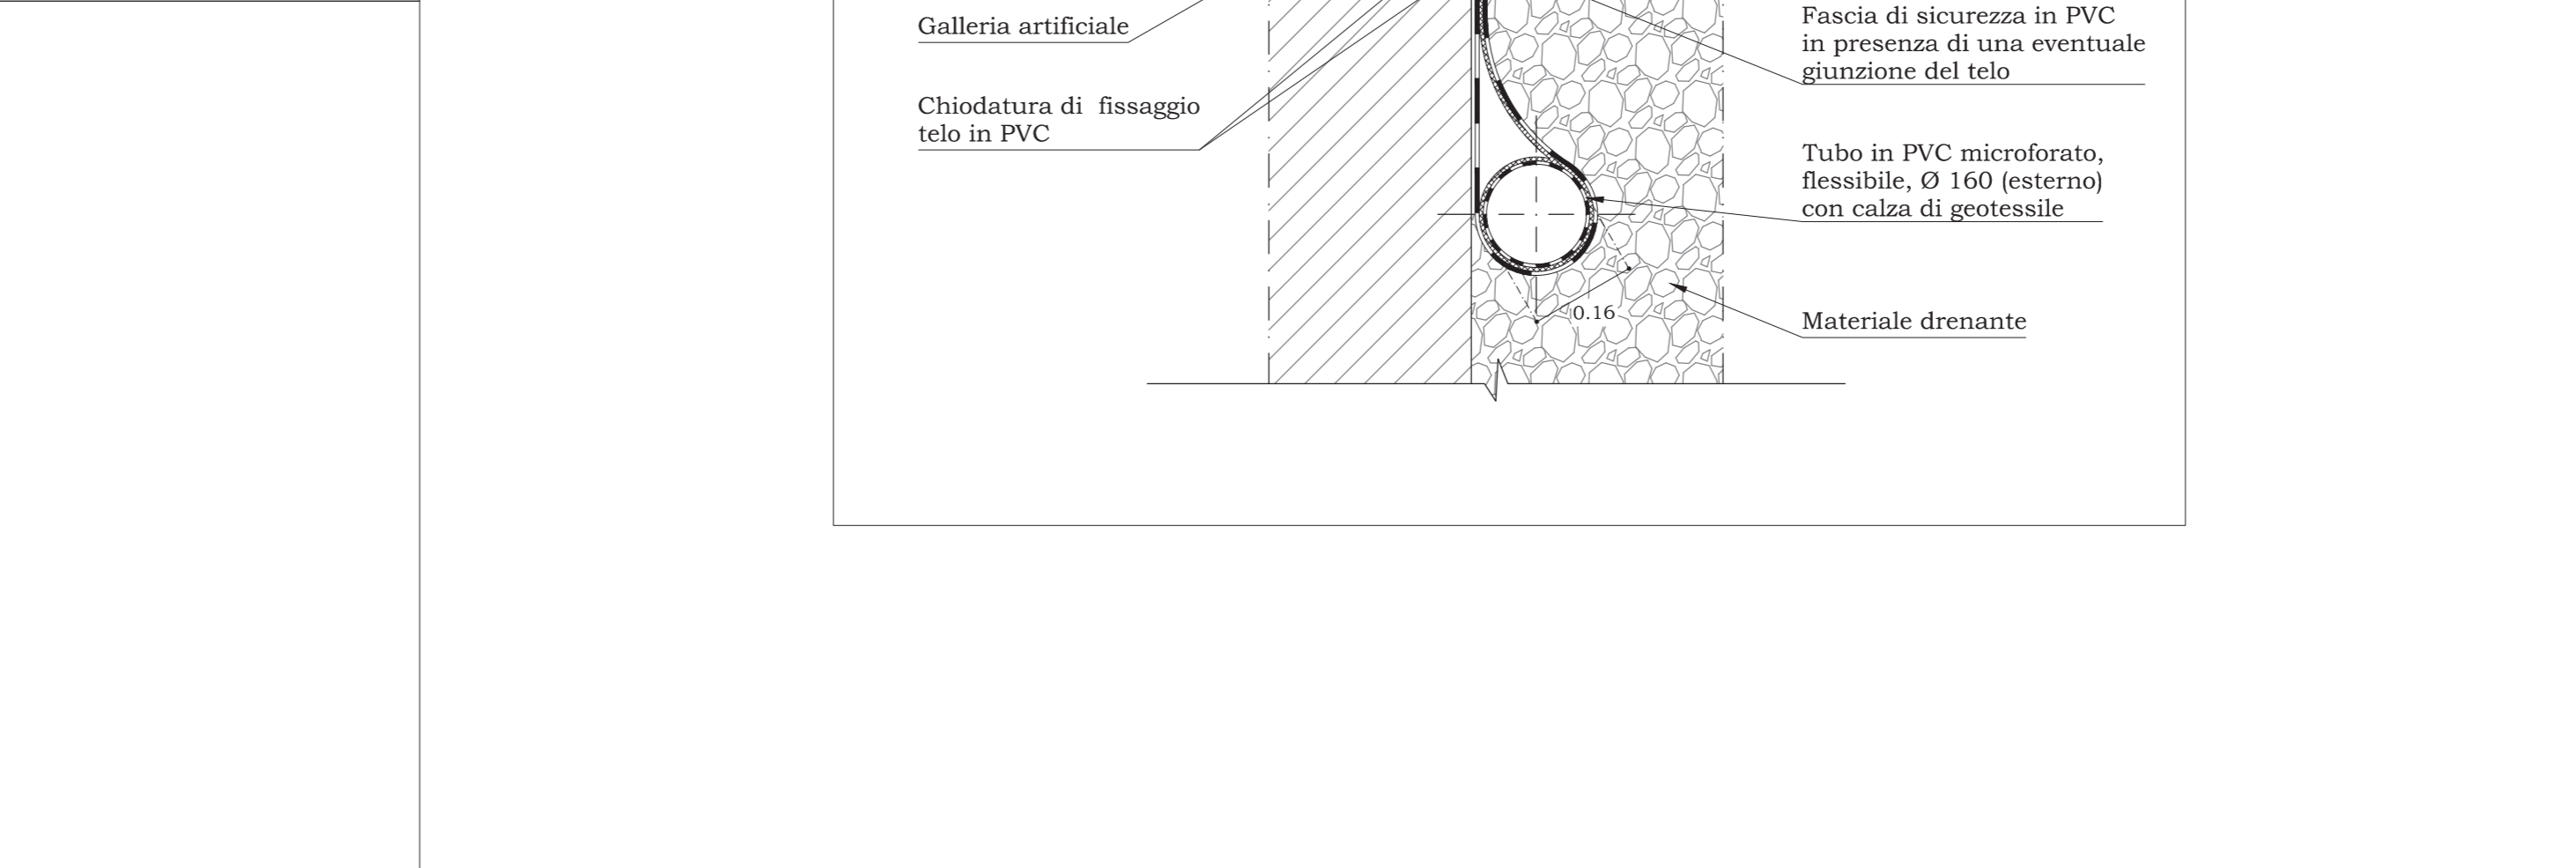 Galleria artificiale
Chiodatura di  fissaggio
telo in PVC
Fascia di sicurezza in PVC
in presenza di una eventuale
giunzione del telo
Tubo in PVC microforato,
flessibile, Ø 160 (esterno)
con calza di geotessile
0.16
Materiale drenante